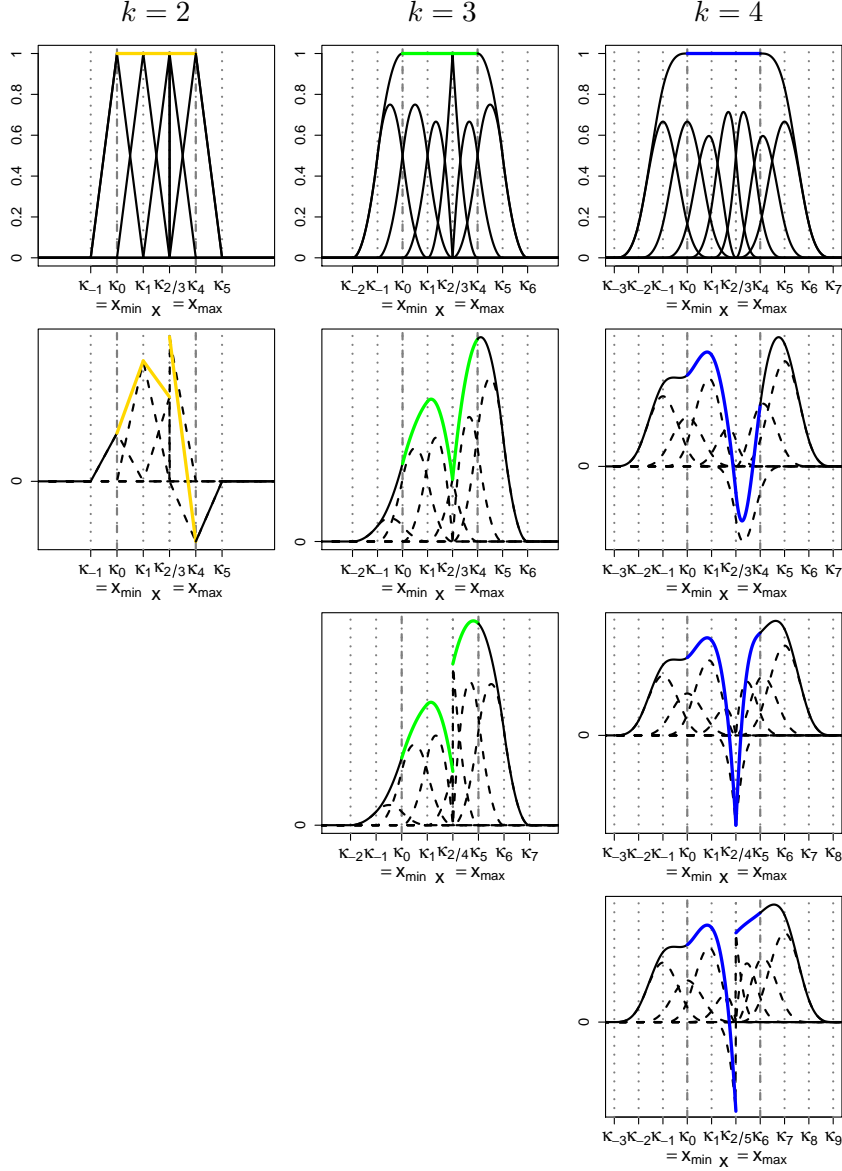 k = 2 k = 3 k = 4
1 1 1
0.8 0.8 0.8
0.6 0.6 0.6
0.4 0.4 0.4
0.2 0.2 0.2
0 0 0
κ₋₁ κ₀ κ₁ κ₂/₃ κ₄ κ₅ κ₋₂ κ₋₁ κ₀ κ₁ κ₂/₃ κ₄ κ₅ κ₆ κ₋₃ κ₋₂ κ₋₁ κ₀ κ₁ κ₂/₃ κ₄ κ₅ κ₆ κ₇
= xmin x = xmax = xmin x = xmax = xmin x = xmax
0 0 0
κ₋₁ κ₀ κ₁ κ₂/₃ κ₄ κ₅ κ₋₂ κ₋₁ κ₀ κ₁ κ₂/₃ κ₄ κ₅ κ₆ κ₋₃ κ₋₂ κ₋₁ κ₀ κ₁ κ₂/₃ κ₄ κ₅ κ₆ κ₇
= xmin x = xmax = xmin x = xmax = xmin x = xmax
0 0
κ₋₂ κ₋₁ κ₀ κ₁ κ₂/₄ κ₅ κ₆ κ₇ κ₋₃ κ₋₂ κ₋₁ κ₀ κ₁ κ₂/₄ κ₅ κ₆ κ₇ κ₈
= xmin x = xmax = xmin x = xmax
0
κ₋₃ κ₋₂ κ₋₁ κ₀ κ₁ κ₂/₅ κ₆ κ₇ κ₈ κ₉
= xmin x = xmax